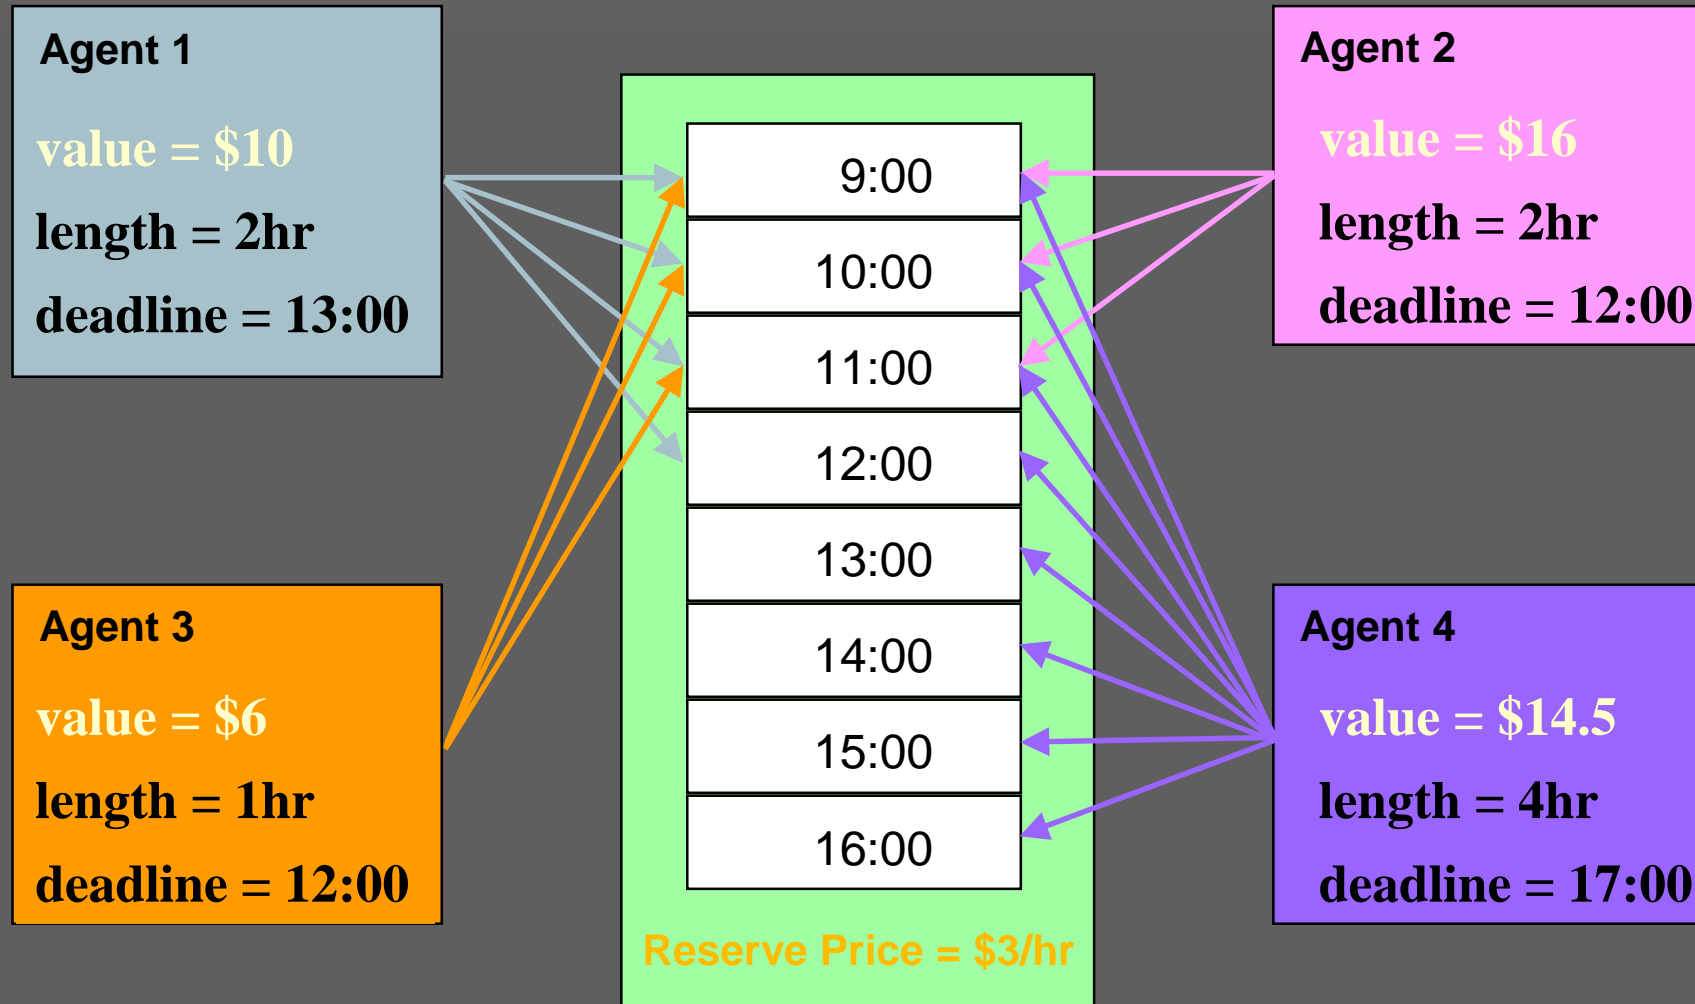 Agent 1
value = $10
length = 2hr
deadline = 13:00
Agent 2
value = $16
length = 2hr
deadline = 12:00
9:00
10:00
11:00
12:00
13:00
14:00
15:00
16:00
Reserve Price = $3/hr
Agent 3
value = $6
length = 1hr
deadline = 12:00
Agent 4
value = $14.5
length = 4hr
deadline = 17:00